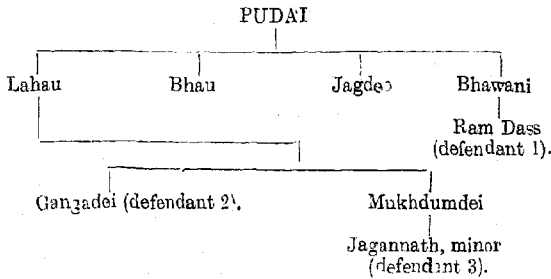 PUDAI
Lahau Bhau Jagdeo Bhawani
Ram Dass
(defendant 1).
Gangadei (defendant 2). Mukhdumdei
Jagannath, minor
(defendant 3).